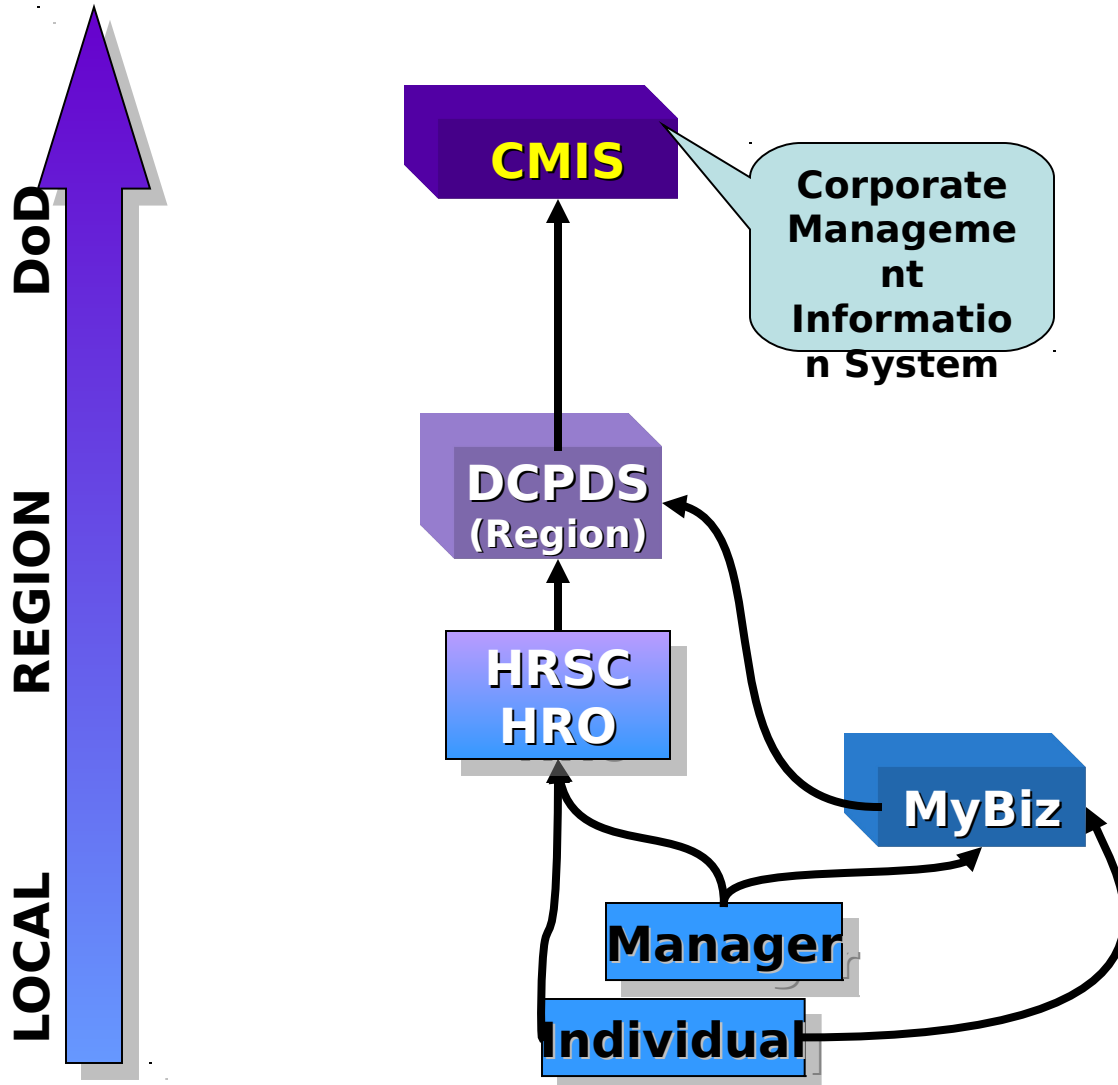 CMIS
Corporate
Manageme
nt
Informatio
n System
DoD
DCPDS
(Region)
REGION
HRSC
HRO
MyBiz
LOCAL
Manager
Individual